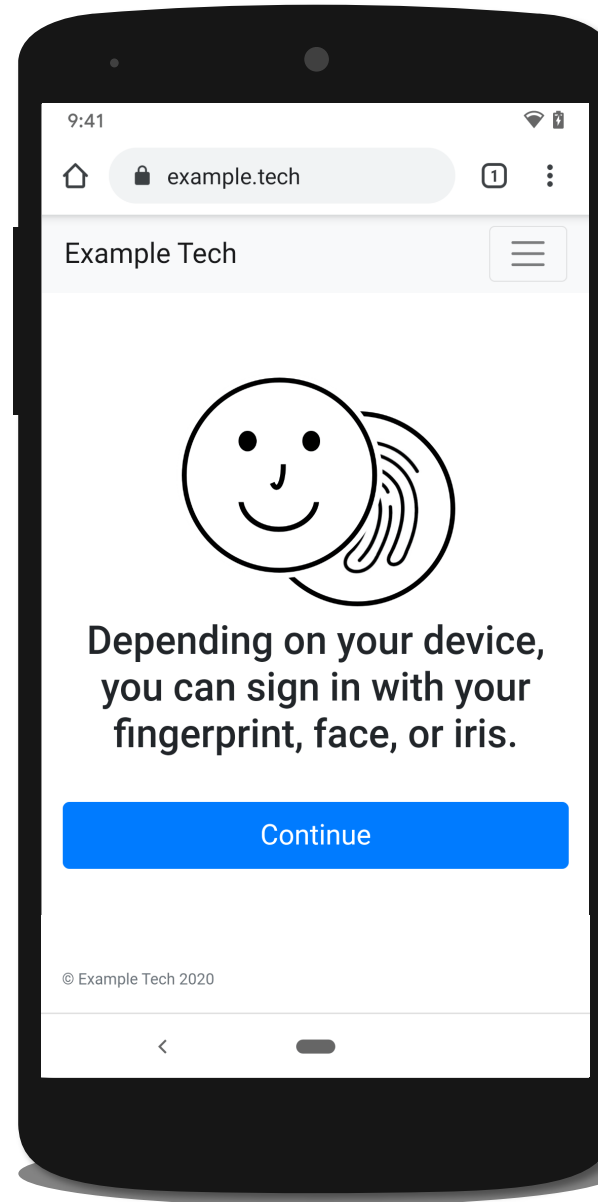 9:41
example.tech
1
Example Tech
Depending on your device,
you can sign in with your
fingerprint, face, or iris.
Continue
© Example Tech 2020